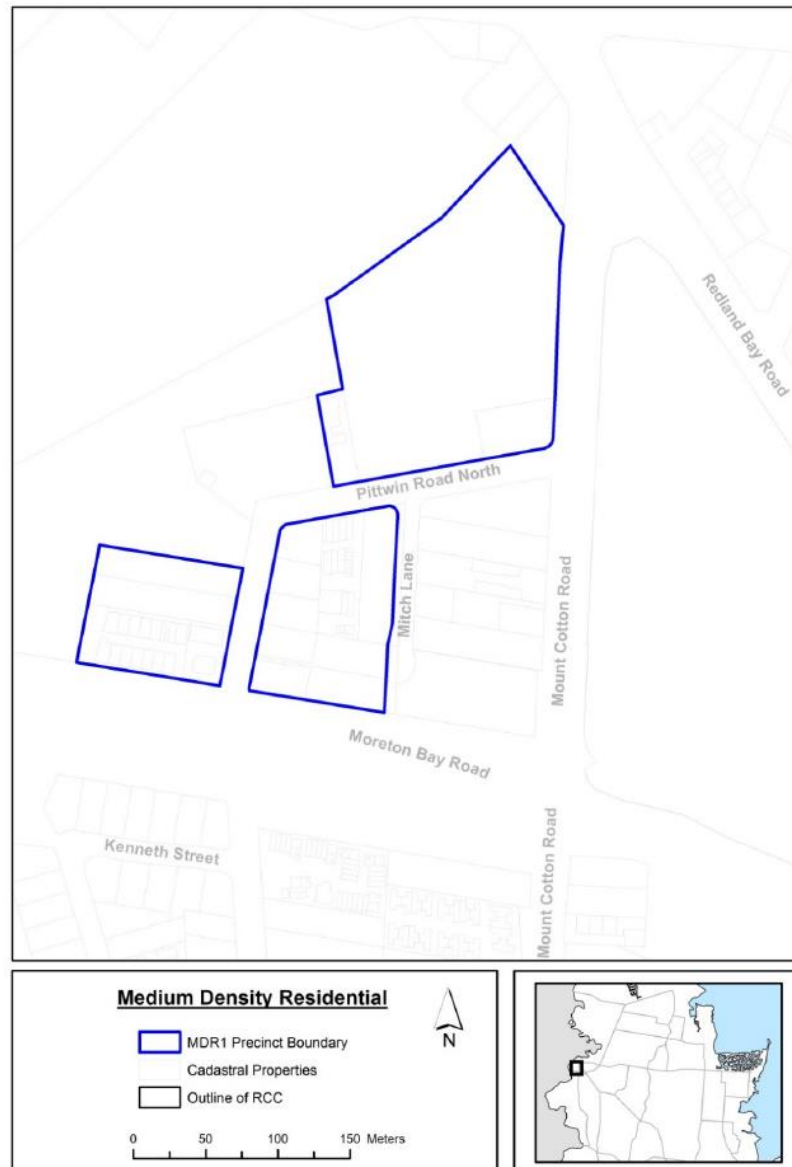 Redland Bay Road
Pittwin Road North
Mitch Lane
Mount Cotton Road
Moreton Bay Road
Kenneth Street
Mount Cotton Road
Medium Density Residential
MDR1 Precinct Boundary
Cadastral Properties
Outline of RCC
N
0 50 100 150 Meters